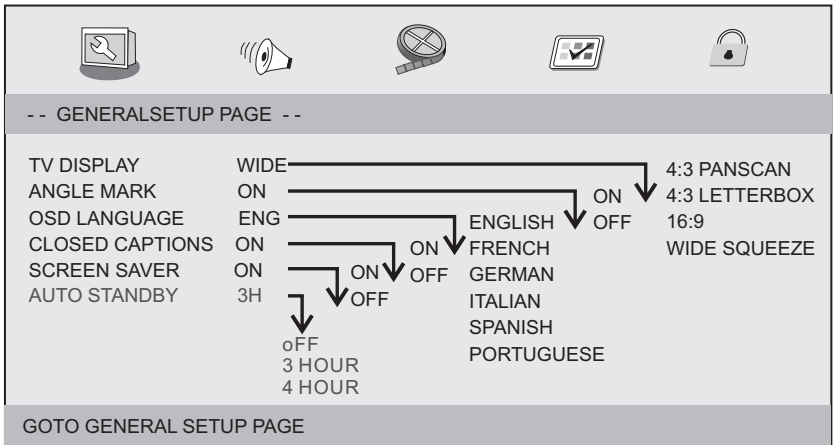 -- GENERALSETUP PAGE --
TV DISPLAY WIDE
ANGLE MARK ON
OSD LANGUAGE ENG
CLOSED CAPTIONS ON
SCREEN SAVER ON
AUTO STANDBY 3H
oFF
3 HOUR
4 HOUR
ON
OFF
ON
OFF
ENGLISH
FRENCH
GERMAN
ITALIAN
SPANISH
PORTUGUESE
ON
OFF
4:3 PANSCAN
4:3 LETTERBOX
16:9
WIDE SQUEEZE
GOTO GENERAL SETUP PAGE